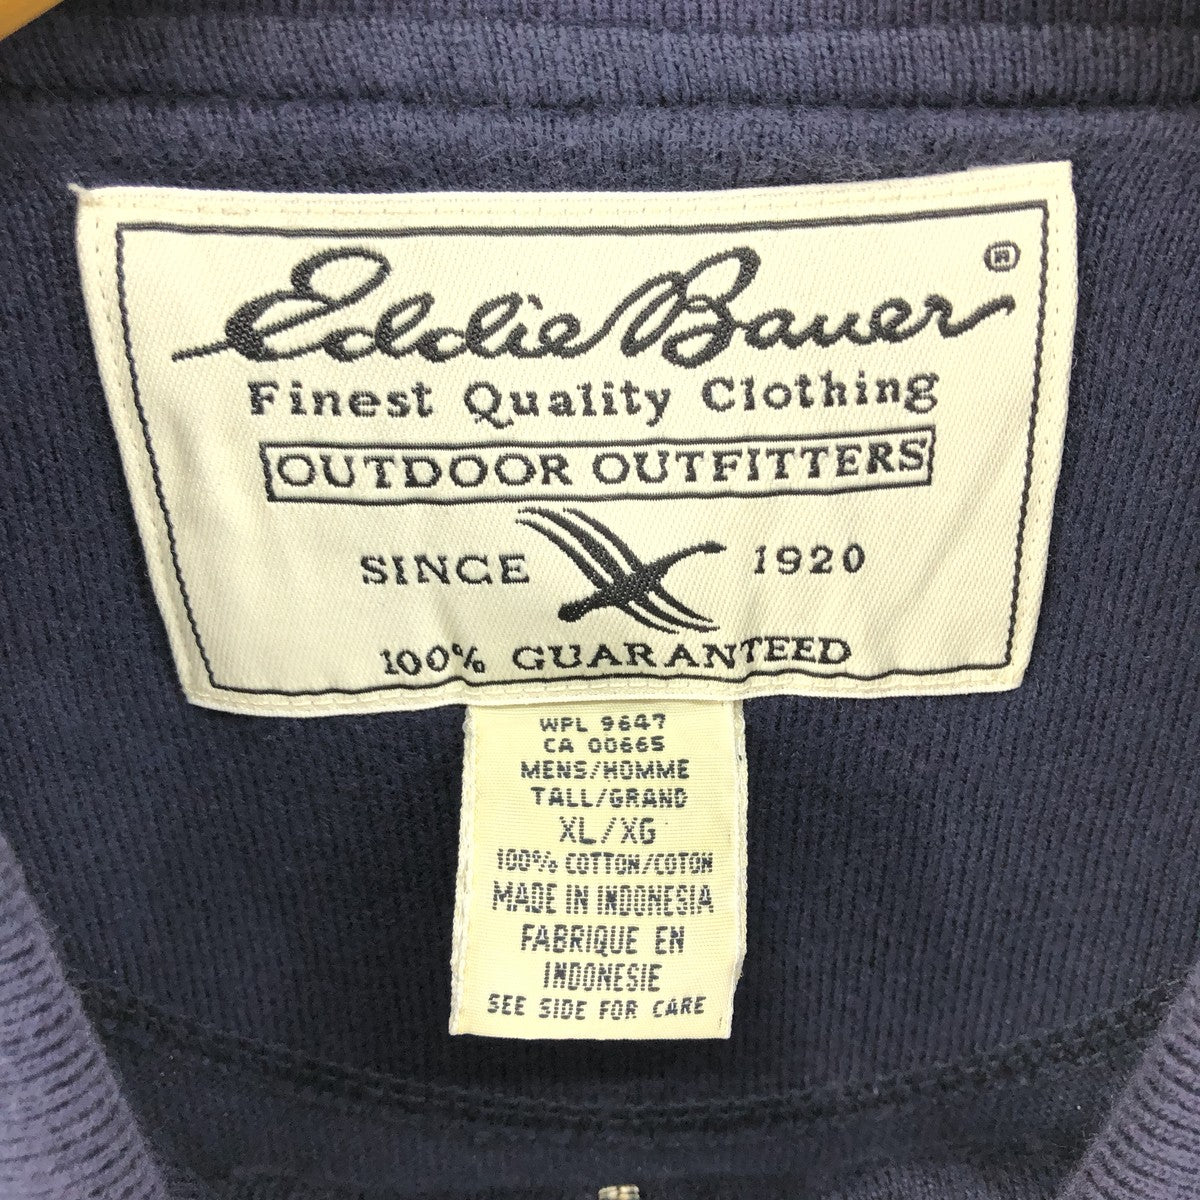 Eddie Bauer ®
Finest Quality Clothing
OUTDOOR OUTFITTERS
SINCE 1920
100% GUARANTEED
WPL 9647
CA 00665
MENS/HOMME
TALL/GRAND
XL/XG
100% COTTON/COTON
MADE IN INDONESIA
FABRIQUE EN
INDONESIE
SEE SIDE FOR CARE